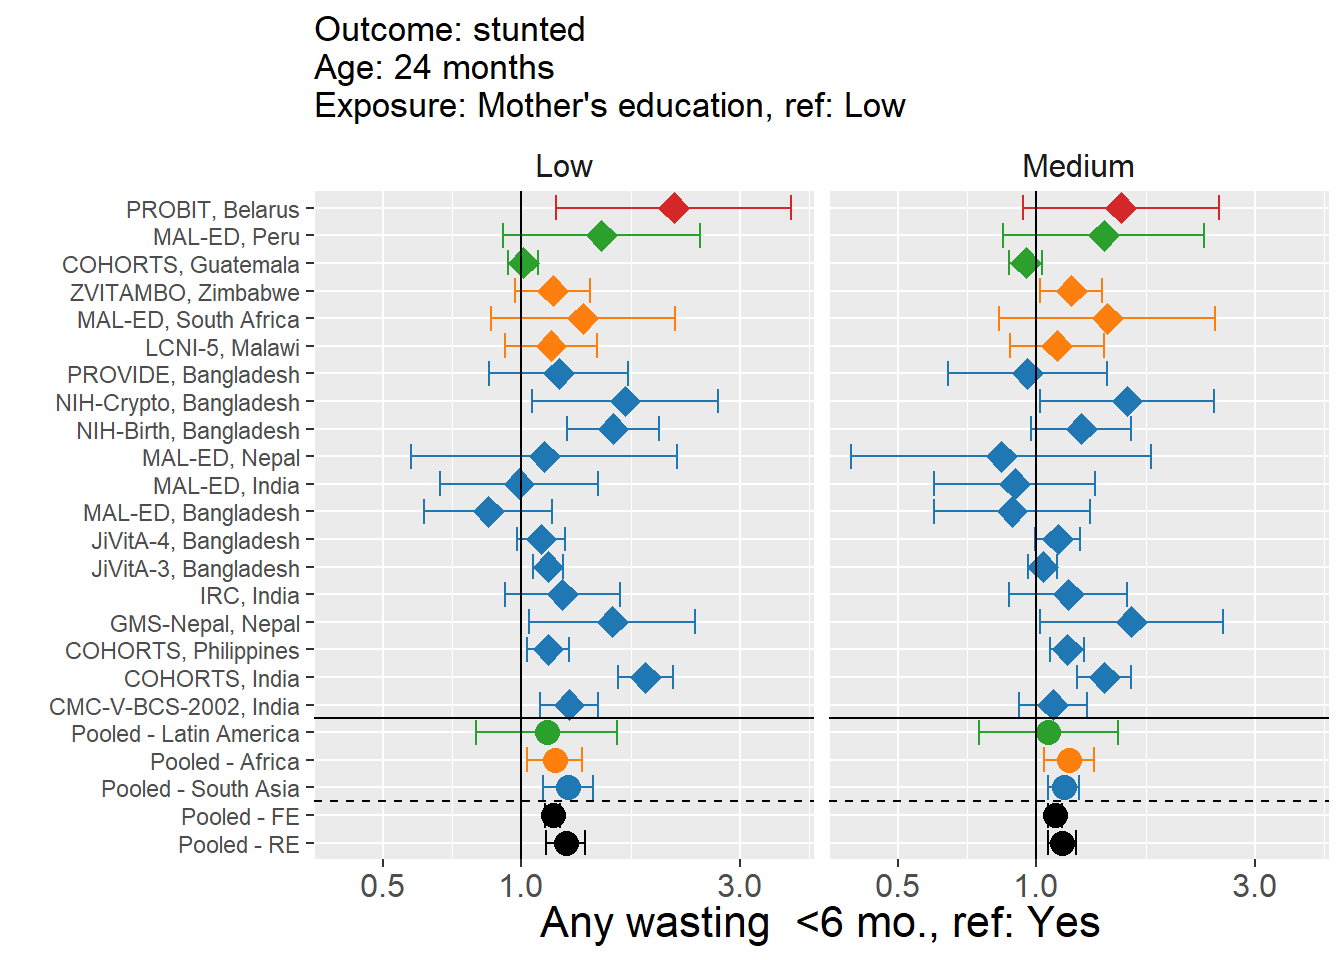 Outcome: stunted
Age: 24 months
Exposure: Mother's education, ref: Low
Low
Medium
PROBIT, Belarus
MAL-ED, Peru
COHORTS, Guatemala
ZVITAMBO, Zimbabwe
MAL-ED, South Africa
LCNI-5, Malawi
PROVIDE, Bangladesh
NIH-Crypto, Bangladesh
NIH-Birth, Bangladesh
MAL-ED, Nepal
MAL-ED, India
MAL-ED, Bangladesh
JiVitA-4, Bangladesh
JiVitA-3, Bangladesh
IRC, India
GMS-Nepal, Nepal
COHORTS, Philippines
COHORTS, India
CMC-V-BCS-2002, India
Pooled - Latin America
Pooled - Africa
Pooled - South Asia
Pooled - FE
Pooled - RE
0.5 1.0 3.0 0.5 1.0 3.0
Any wasting  <6 mo., ref: Yes